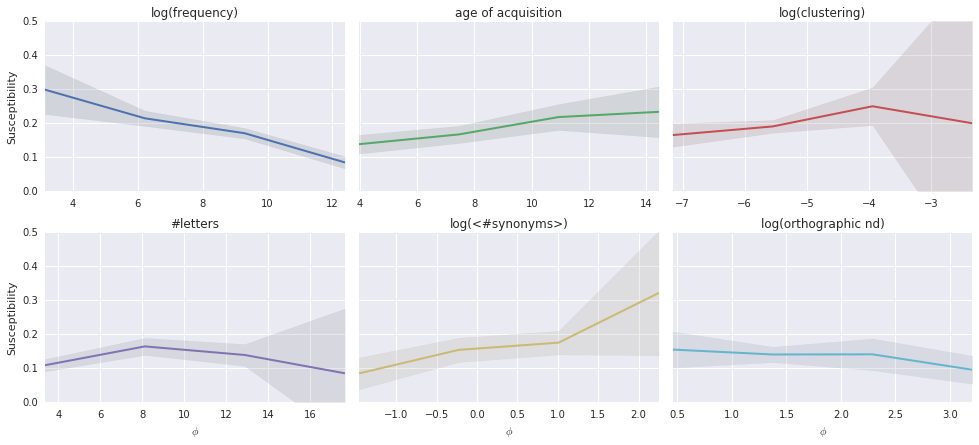 log(frequency) age of acquisition log(clustering)
Susceptibility
0.5
0.4
0.3
0.2
0.1
0.0
4 6 8 10 12
4 6 8 10 12 14
−7 −6 −5 −4 −3
#letters log(<#synonyms>) log(orthographic nd)
Susceptibility
0.5
0.4
0.3
0.2
0.1
0.0
4 6 8 10 12 14 16
−1.0 −0.5 0.0 0.5 1.0 1.5 2.0
0.5 1.0 1.5 2.0 2.5 3.0
ϕ ϕ ϕ